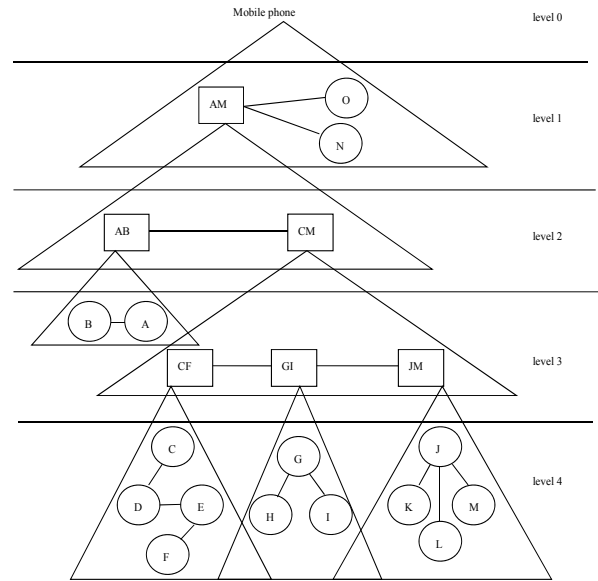 Mobile phone
level 0
AM
O
N
level 1
AB
CM
level 2
B
A
CF
GI
JM
level 3
C
G
J
D
E
H
I
K
M
L
F
level 4